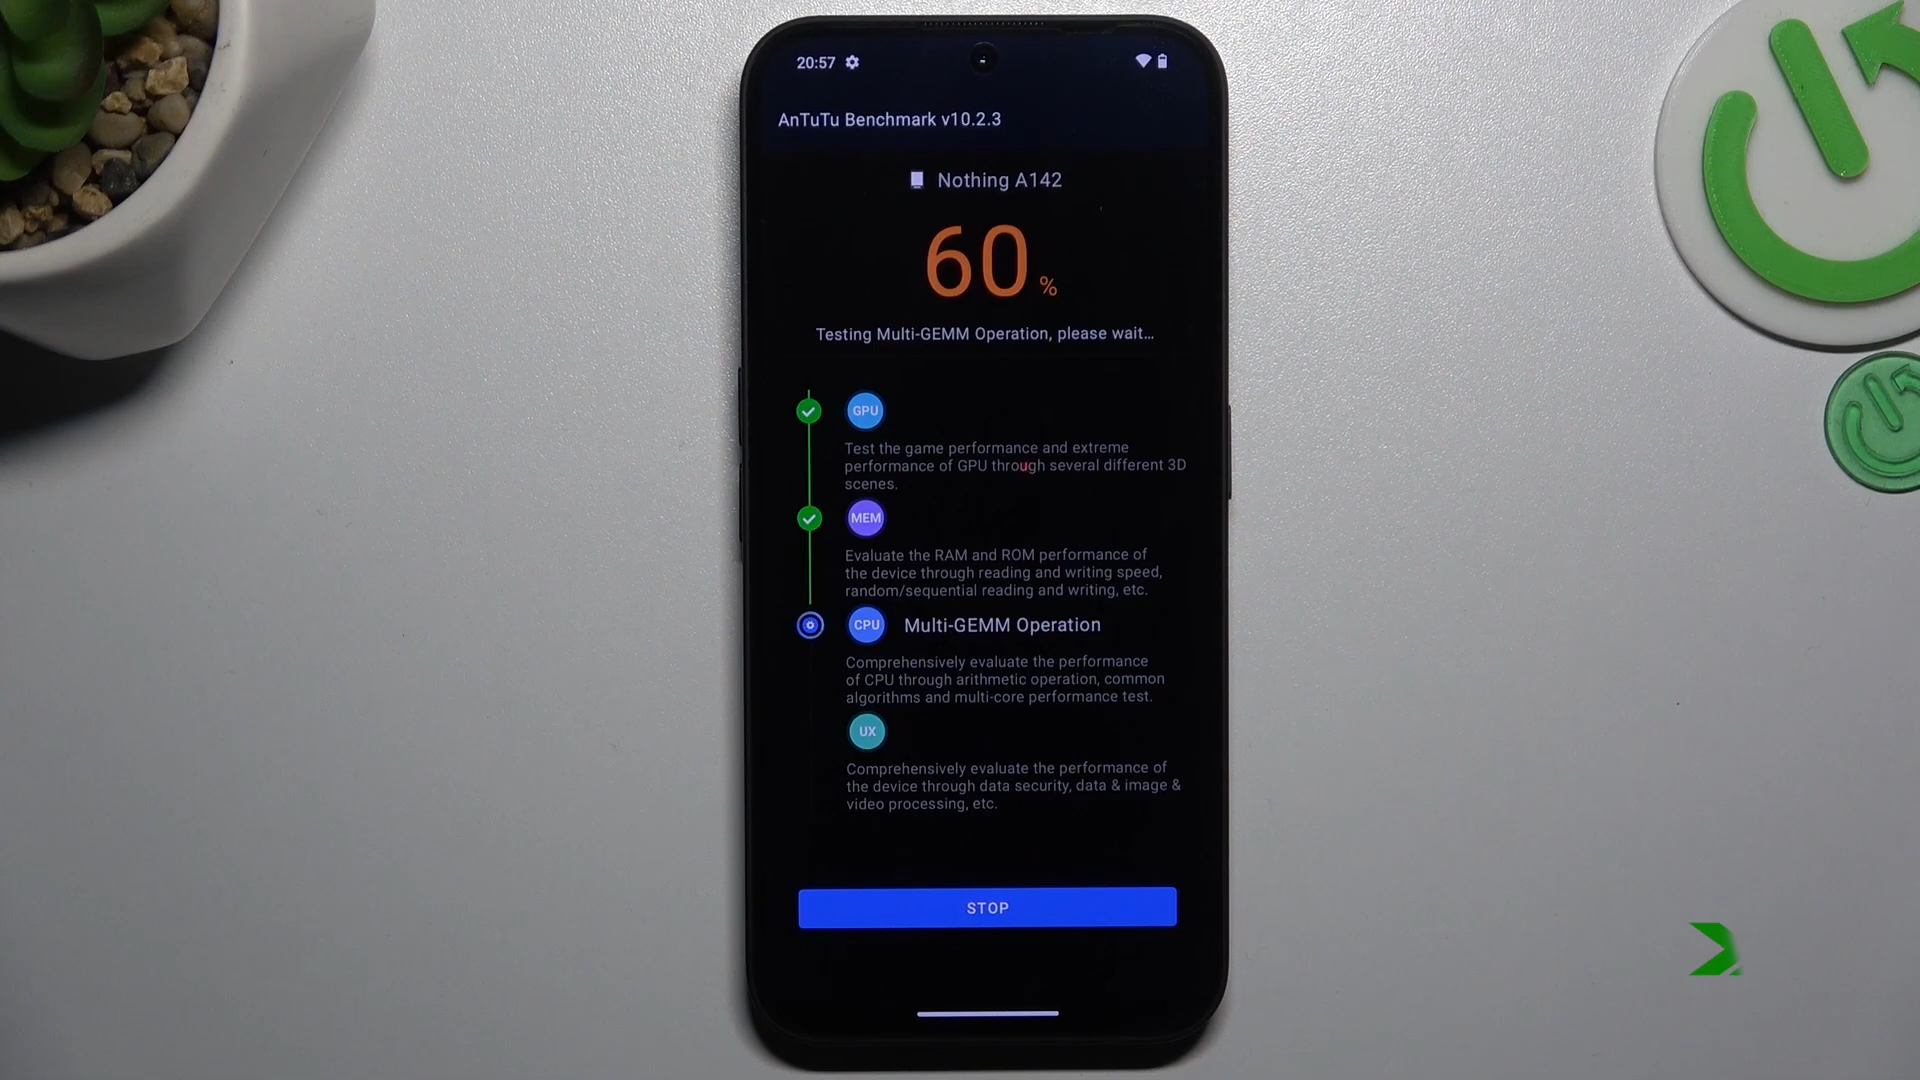 20:57
AnTuTu Benchmark v10.2.3
Nothing A142
60 %
Testing Multi-GEMM Operation, please wait...
GPU
Test the game performance and extreme
performance of GPU through several different 3D
scenes.
MEM
Evaluate the RAM and ROM performance of
the device through reading and writing speed,
random/sequential reading and writing, etc.
CPU Multi-GEMM Operation
Comprehensively evaluate the performance
of CPU through arithmetic operation, common
algorithms and multi-core performance test.
UX
Comprehensively evaluate the performance of
the device through data security, data & image &
video processing, etc.
STOP